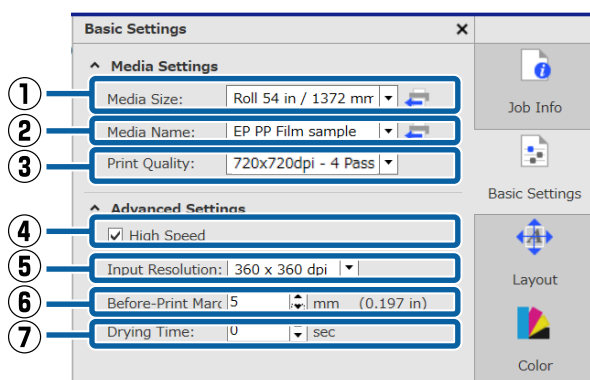 Basic Settings
Media Settings
① Media Size: Roll 54 in / 1372 mm
② Media Name: EP PP Film sample
③ Print Quality: 720x720dpi - 4 Pass
Advanced Settings
④ High Speed
⑤ Input Resolution: 360 x 360 dpi
⑥ Before-Print Marg 5 mm (0.197 in)
⑦ Drying Time: 0 sec
Job Info
Basic Settings
Layout
Color